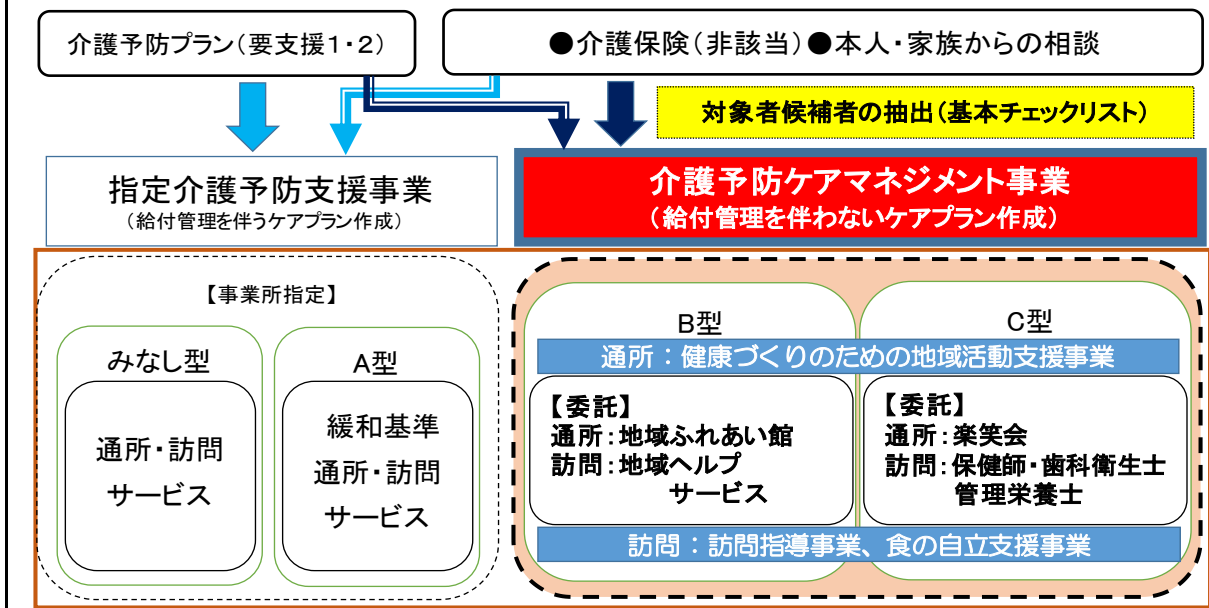 介護予防プラン(要支援1・2)
●介護保険(非該当)●本人・家族からの相談
対象者候補者の抽出(基本チェックリスト)
指定介護予防支援事業
(給付管理を伴うケアプラン作成)
介護予防ケアマネジメント事業
(給付管理を伴わないケアプラン作成)
【事業所指定】
みなし型
通所・訪問
サービス
A型
緩和基準
通所・訪問
サービス
B型
C型
通所:健康づくりのための地域活動支援事業
【委託】
通所:地域ふれあい館
訪問:地域ヘルプ
サービス
【委託】
通所:楽笑会
訪問:保健師・歯科衛生士
管理栄養士
訪問:訪問指導事業、食の自立支援事業